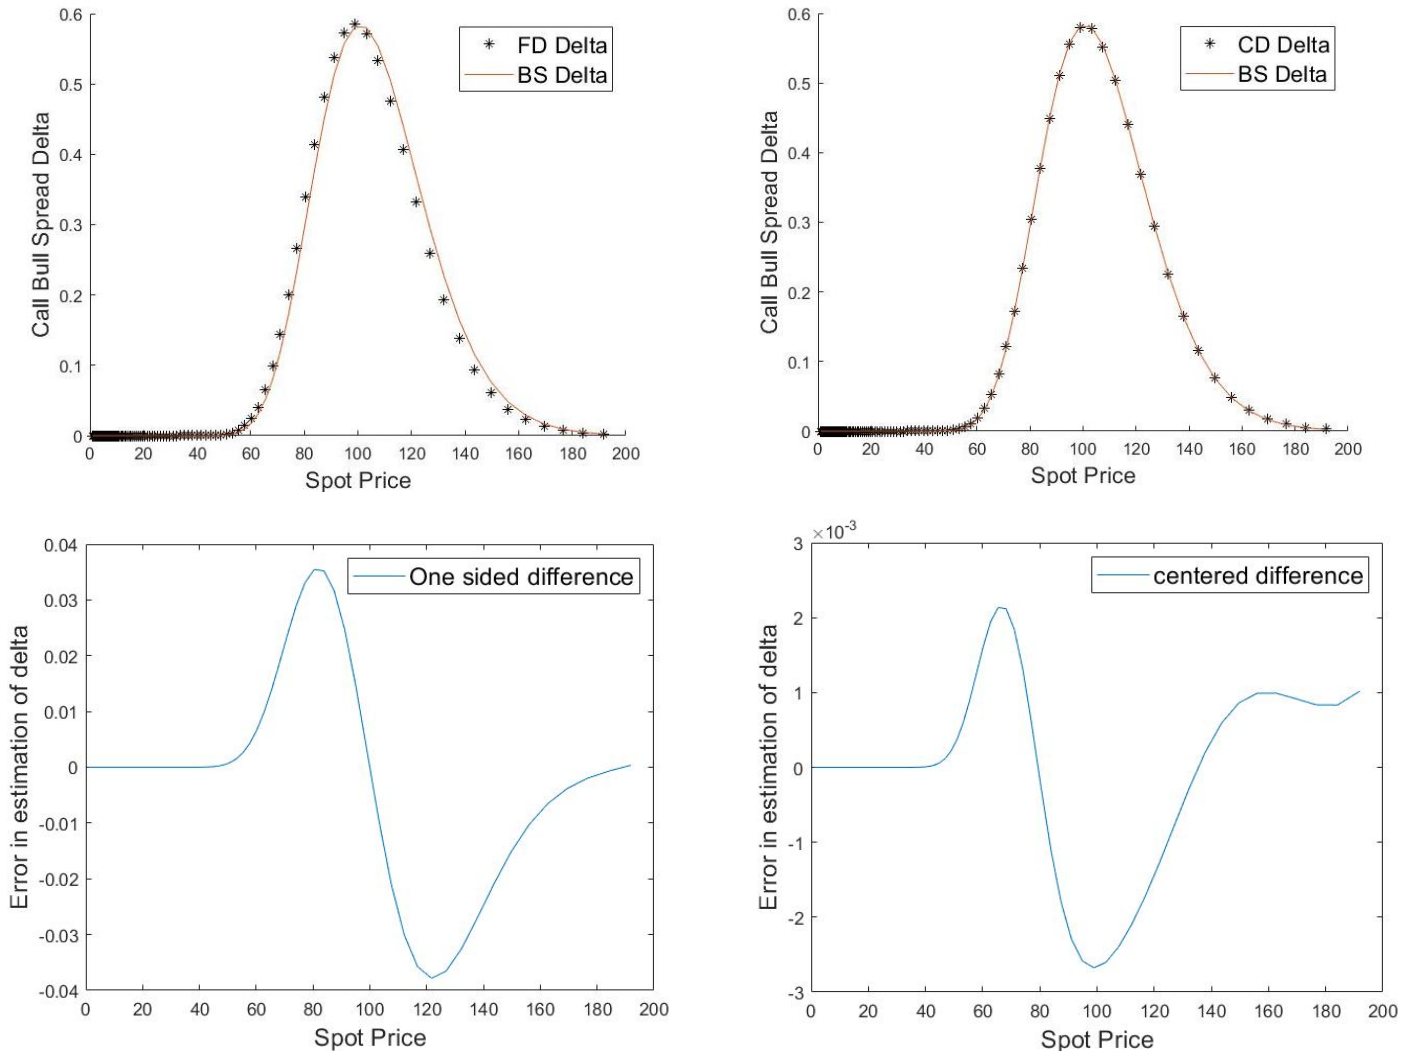 0.6
0.5
0.4
0.3
0.2
0.1
0
Call Bull Spread Delta
FD Delta
BS Delta
0 20 40 60 80 100 120 140 160 180 200
Spot Price
0.6
0.5
0.4
0.3
0.2
0.1
0
Call Bull Spread Delta
CD Delta
BS Delta
0 20 40 60 80 100 120 140 160 180 200
Spot Price
0.04
0.03
0.02
0.01
0
-0.01
-0.02
-0.03
-0.04
Error in estimation of delta
One sided difference
0 20 40 60 80 100 120 140 160 180 200
Spot Price
×10⁻³
3
2
1
0
-1
-2
-3
Error in estimation of delta
centered difference
0 20 40 60 80 100 120 140 160 180 200
Spot Price